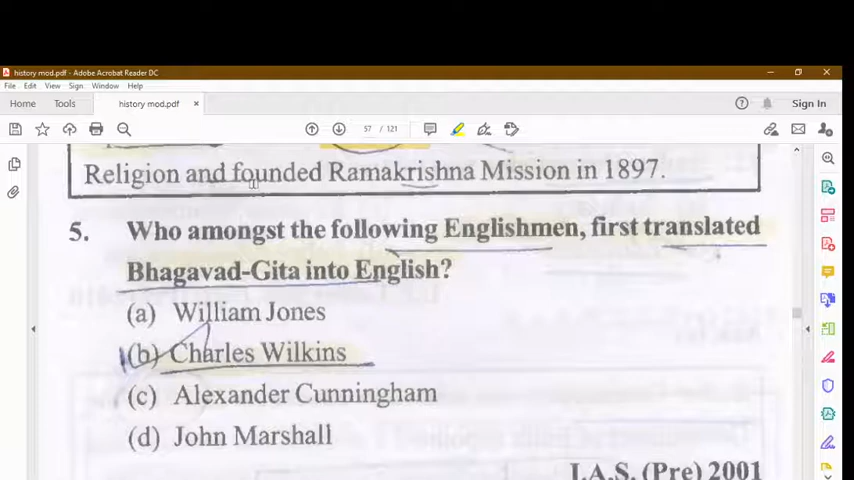 history mod.pdf - Adobe Acrobat Reader DC
File Edit View Sign Window Help
Home Tools history mod.pdf × Sign In
57 / 121
Religion and founded Ramakrishna Mission in 1897.
5. Who amongst the following Englishmen, first translated
Bhagavad-Gita into English?
(a) William Jones
(b) Charles Wilkins
(c) Alexander Cunningham
(d) John Marshall
I.A.S. (Pre) 2001